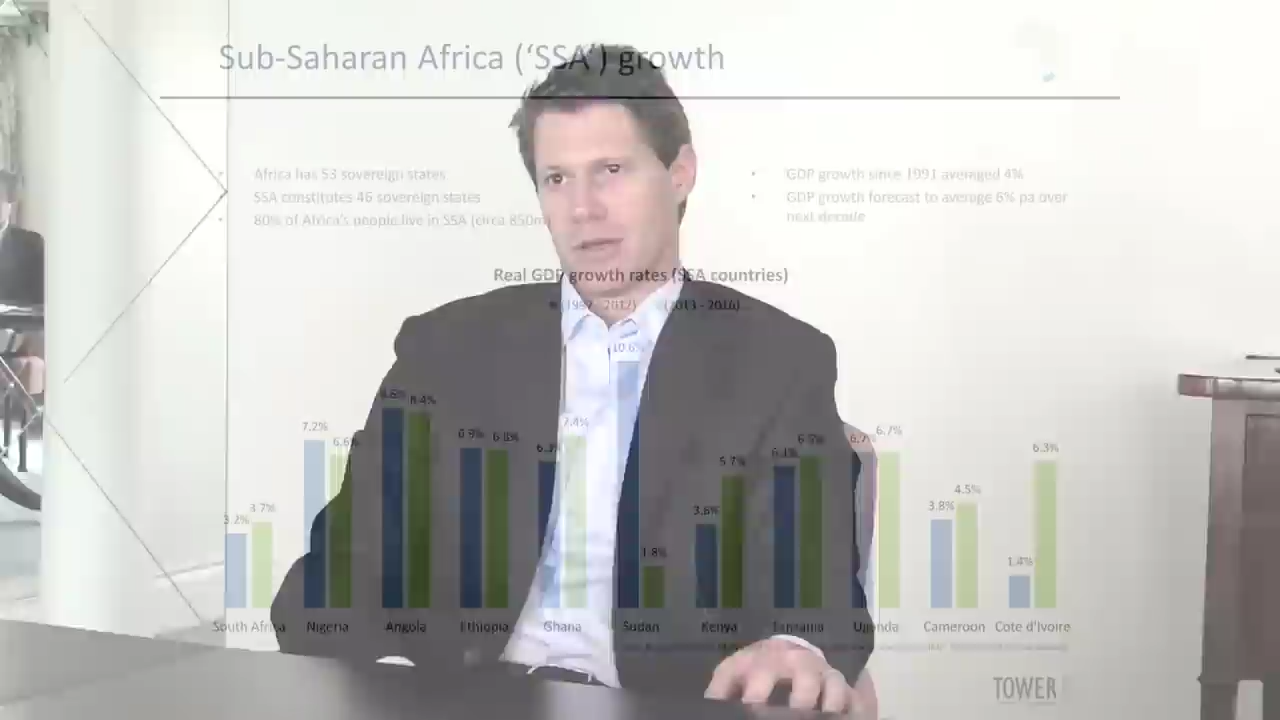 Sub-Saharan Africa (‘SSA’) growth
• Africa has 53 sovereign states
SSA constitutes 46 sovereign states
• 80% of Africa's people live in SSA (circa 850m
• GDP growth since 1991 averaged 4%
• GDP growth forecast to average 6% pa over
next decade
Real GDP growth rates (SSA countries)
(2013 - 2016)
10.6%
8.4%
7.2%
6.6%
6.9%
6.8%
7.4%
6.7%
6.7%
6.3%
5.7%
6.1%
3.2%
3.7%
3.6%
1.8%
3.8%
4.5%
1.4%
South Africa Nigeria Angola Ethiopia Ghana Sudan Kenya Tanzania Uganda Cameroon Cote d'Ivoire
TOWER